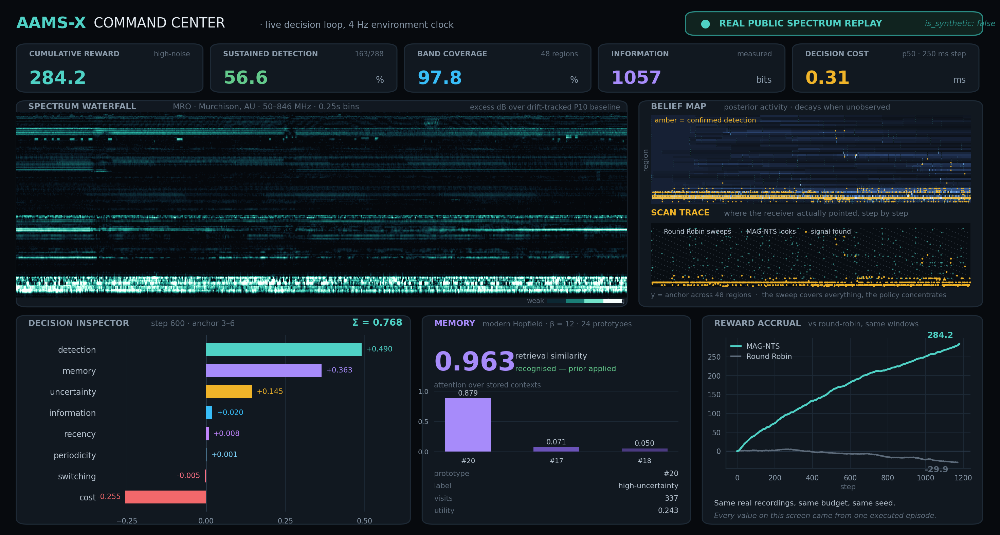 AAMS-X COMMAND CENTER · live decision loop, 4 Hz environment clock
● REAL PUBLIC SPECTRUM REPLAY is_synthetic: false
CUMULATIVE REWARD high-noise
284.2
SUSTAINED DETECTION 163/288
56.6 %
BAND COVERAGE 48 regions
97.8 %
INFORMATION measured
1057 bits
DECISION COST p50 · 250 ms step
0.31 ms
SPECTRUM WATERFALL MRO · Murchison, AU · 50–846 MHz · 0.25s bins excess dB over drift-tracked P10 baseline
weak
BELIEF MAP posterior activity · decays when unobserved
amber = confirmed detection
region
SCAN TRACE where the receiver actually pointed, step by step
Round Robin sweeps MAG-NTS looks signal found
y = anchor across 48 regions · the sweep covers everything, the policy concentrates
DECISION INSPECTOR step 600 · anchor 3–6 Σ = 0.768
detection +0.490
memory +0.363
uncertainty +0.145
information +0.020
recency +0.008
periodicity +0.001
switching -0.005
cost -0.255
−0.25 0.00 0.25 0.50
MEMORY modern Hopfield · β = 12 · 24 prototypes
0.963 retrieval similarity
recognised — prior applied
attention over stored contexts
1.0
0.5
0.0
0.879
0.071
0.050
#20 #17 #18
prototype #20
label high-uncertainty
visits 337
utility 0.243
REWARD ACCRUAL vs round-robin, same windows
284.2
MAG-NTS
Round Robin
250
200
150
100
50
0
-29.9
0 200 400 600 800 1000 1200
step
Same real recordings, same budget, same seed.
Every value on this screen came from one executed episode.